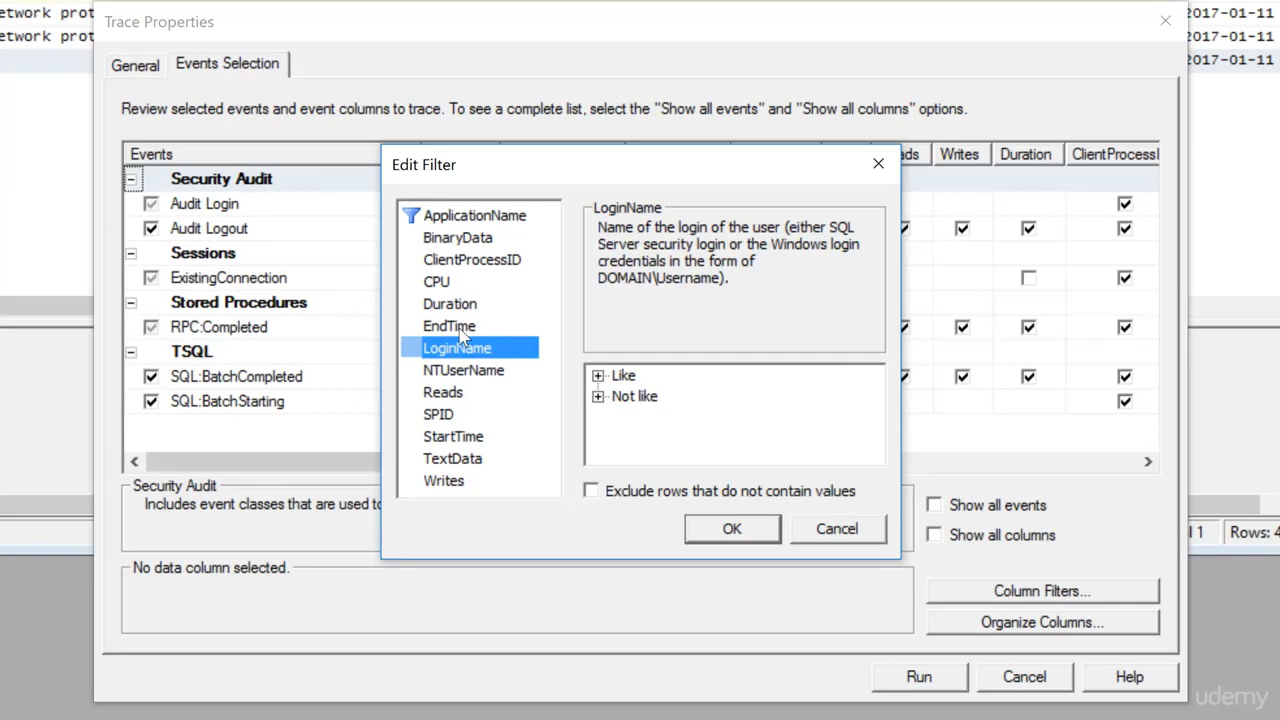 etwork prot
etwork prot
2017-01-11
2017-01-11
2017-01-11
Trace Properties
General
Events Selection
Review selected events and event columns to trace. To see a complete list, select the "Show all events" and "Show all columns" options.
Events
ads
Writes
Duration
ClientProcessI
Security Audit
Audit Login
Audit Logout
Sessions
ExistingConnection
Stored Procedures
RPC:Completed
TSQL
SQL:BatchCompleted
SQL:BatchStarting
Edit Filter
ApplicationName
BinaryData
ClientProcessID
CPU
Duration
EndTime
LoginName
NTUserName
Reads
SPID
StartTime
TextData
Writes
LoginName
Name of the login of the user (either SQL
Server security login or the Windows login
credentials in the form of
DOMAIN\Username).
Like
Not like
Exclude rows that do not contain values
OK
Cancel
Security Audit
Includes event classes that are used to
No data column selected.
Show all events
Show all columns
Column Filters...
Organize Columns...
Run
Cancel
Help
l 1
Rows: 4
udemy